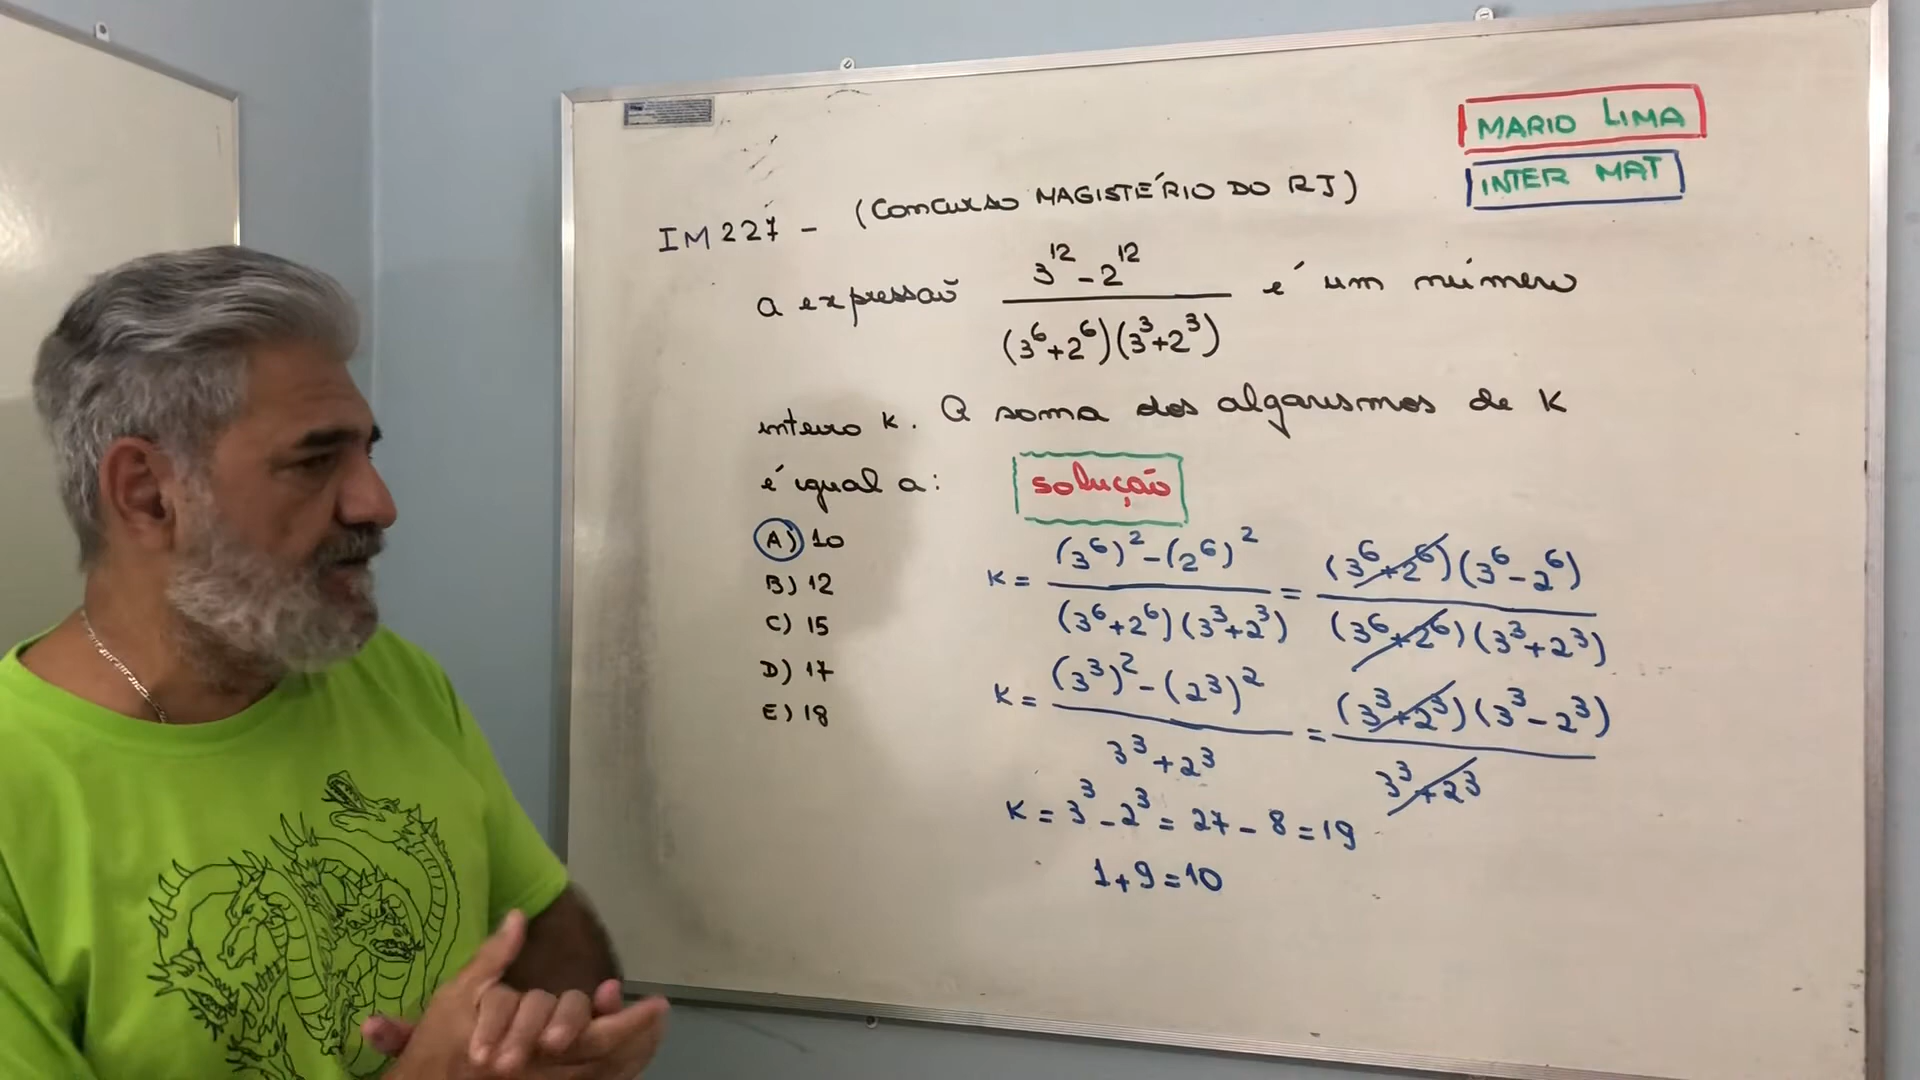 MARIO LIMA
INTER MAT
IM 227 - (CONCURSO MAGISTÉRIO DO RJ)
A expressão \frac{3^{12} - 2^{12}}{(3^6+2^6)(3^3+2^3)} é um número
inteiro K. A soma dos algarismos de K
é igual a:
A) 10
B) 12
C) 15
D) 17
E) 18
solução
K = \frac{(3^6)^2 - (2^6)^2}{(3^6+2^6)(3^3+2^3)} = \frac{(3^6+2^6)(3^6-2^6)}{(3^6+2^6)(3^3+2^3)}
K = \frac{(3^3)^2 - (2^3)^2}{3^3+2^3} = \frac{(3^3+2^3)(3^3-2^3)}{3^3+2^3}
K = 3^3 - 2^3 = 27 - 8 = 19
1+9=10